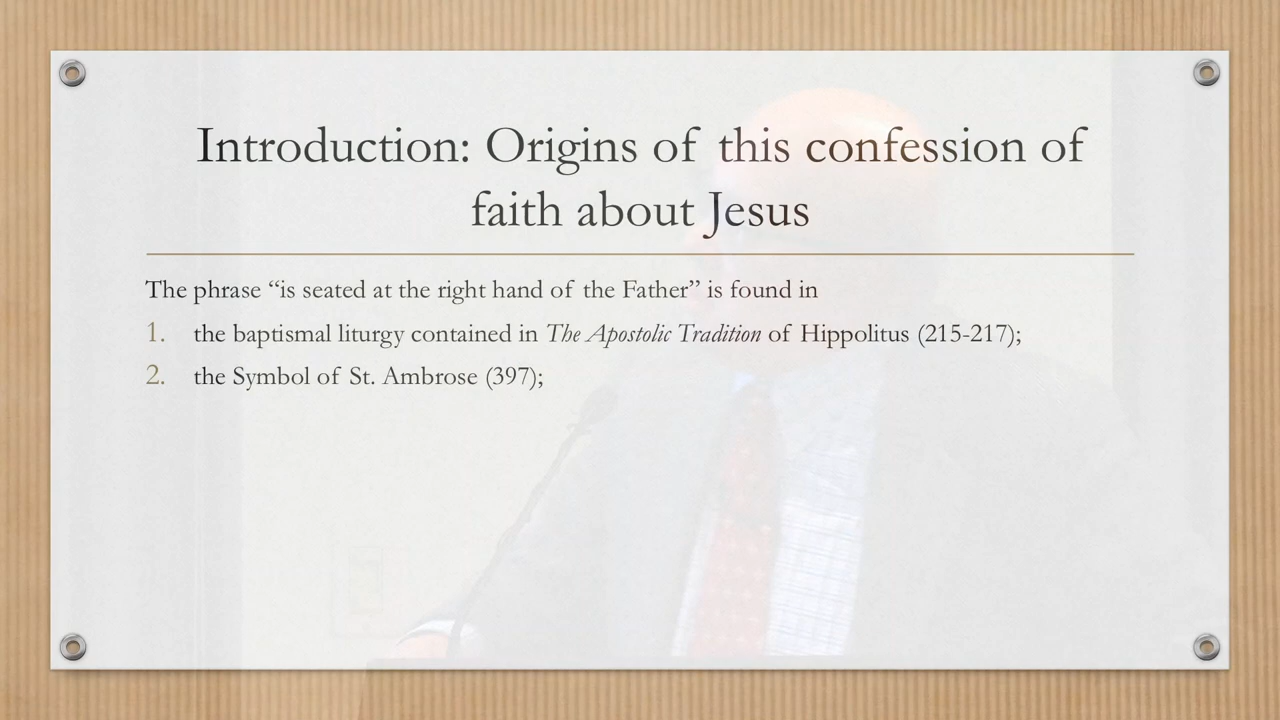 Introduction: Origins of this confession of
faith about Jesus
The phrase “is seated at the right hand of the Father” is found in
1. the baptismal liturgy contained in The Apostolic Tradition of Hippolitus (215-217);
2. the Symbol of St. Ambrose (397);